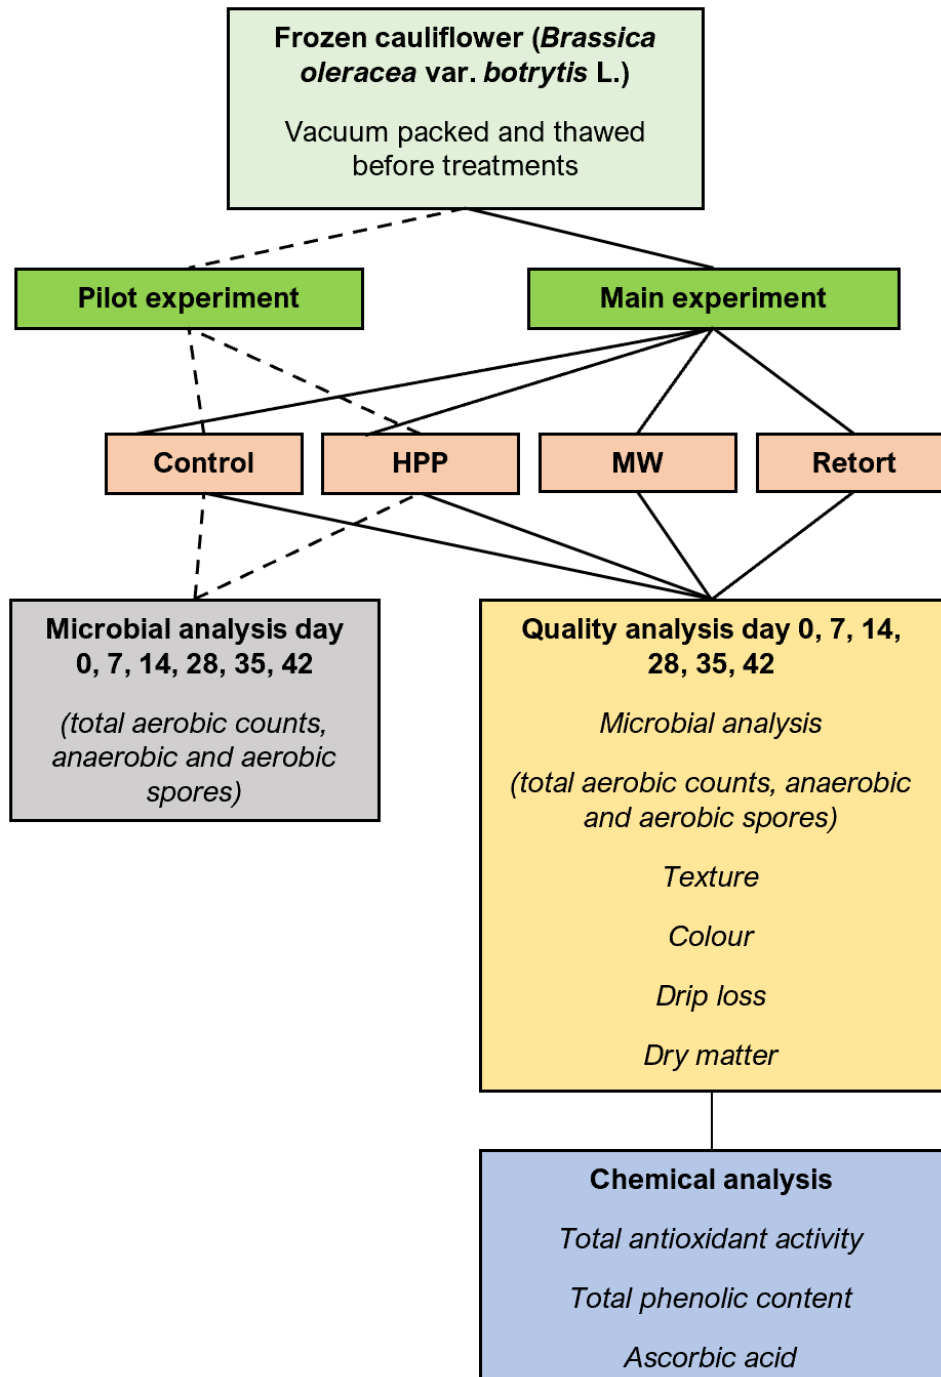 Frozen cauliflower (Brassica
oleracea var. botrytis L.)
Vacuum packed and thawed
before treatments
Pilot experiment
Main experiment
Control
HPP
MW
Retort
Microbial analysis day
0, 7, 14, 28, 35, 42
(total aerobic counts,
anaerobic and aerobic
spores)
Quality analysis day 0, 7, 14,
28, 35, 42
Microbial analysis
(total aerobic counts, anaerobic
and aerobic spores)
Texture
Colour
Drip loss
Dry matter
Chemical analysis
Total antioxidant activity
Total phenolic content
Ascorbic acid